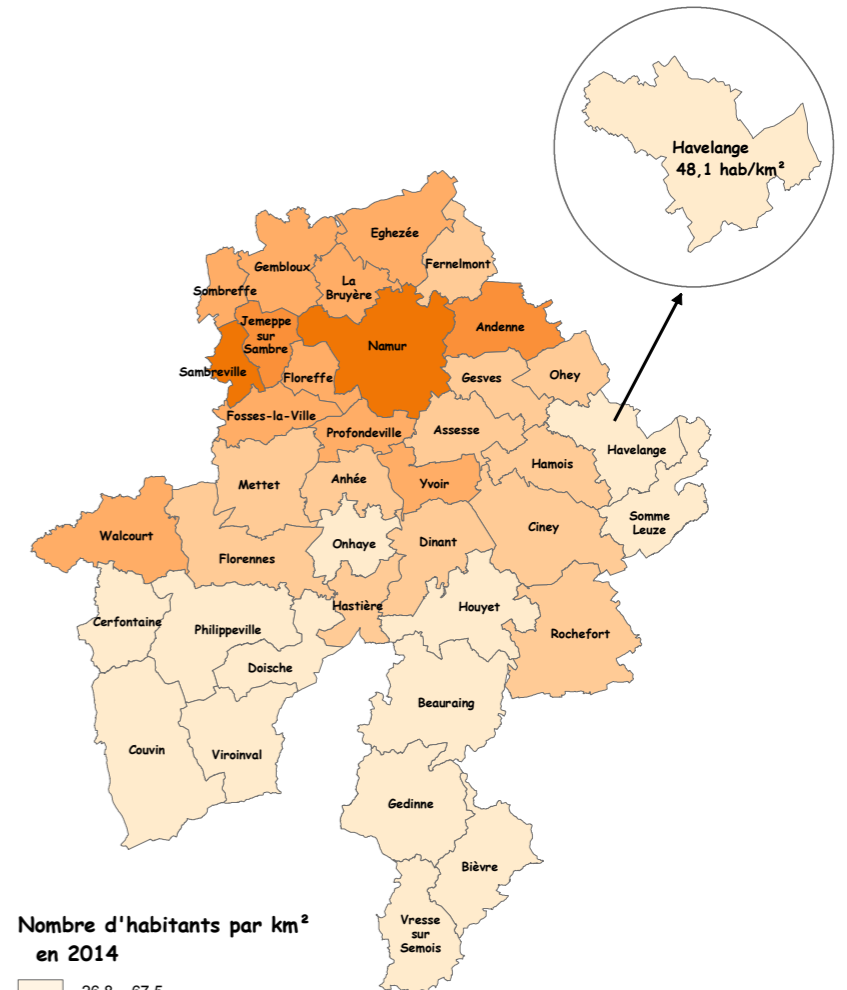 Havelange
48,1 hab/km²
Eghezée
Fernelmont
Gembloux
La
Bruyère
Sombreffe
Jemeppe
sur
Sambre
Andenne
Namur
Sambreville
Floreffe
Gesves
Ohey
Fosses-la-Ville
Profondeville
Assesse
Havelange
Hamois
Mettet
Anhée
Yvoir
Somme
Leuze
Ciney
Walcourt
Onhaye
Dinant
Florennes
Hastière
Houyet
Cerfontaine
Philippeville
Rochefort
Doische
Beauraing
Couvin
Viroinval
Gedinne
Bièvre
Vresse
sur
Semois
Nombre d'habitants par km²
en 2014